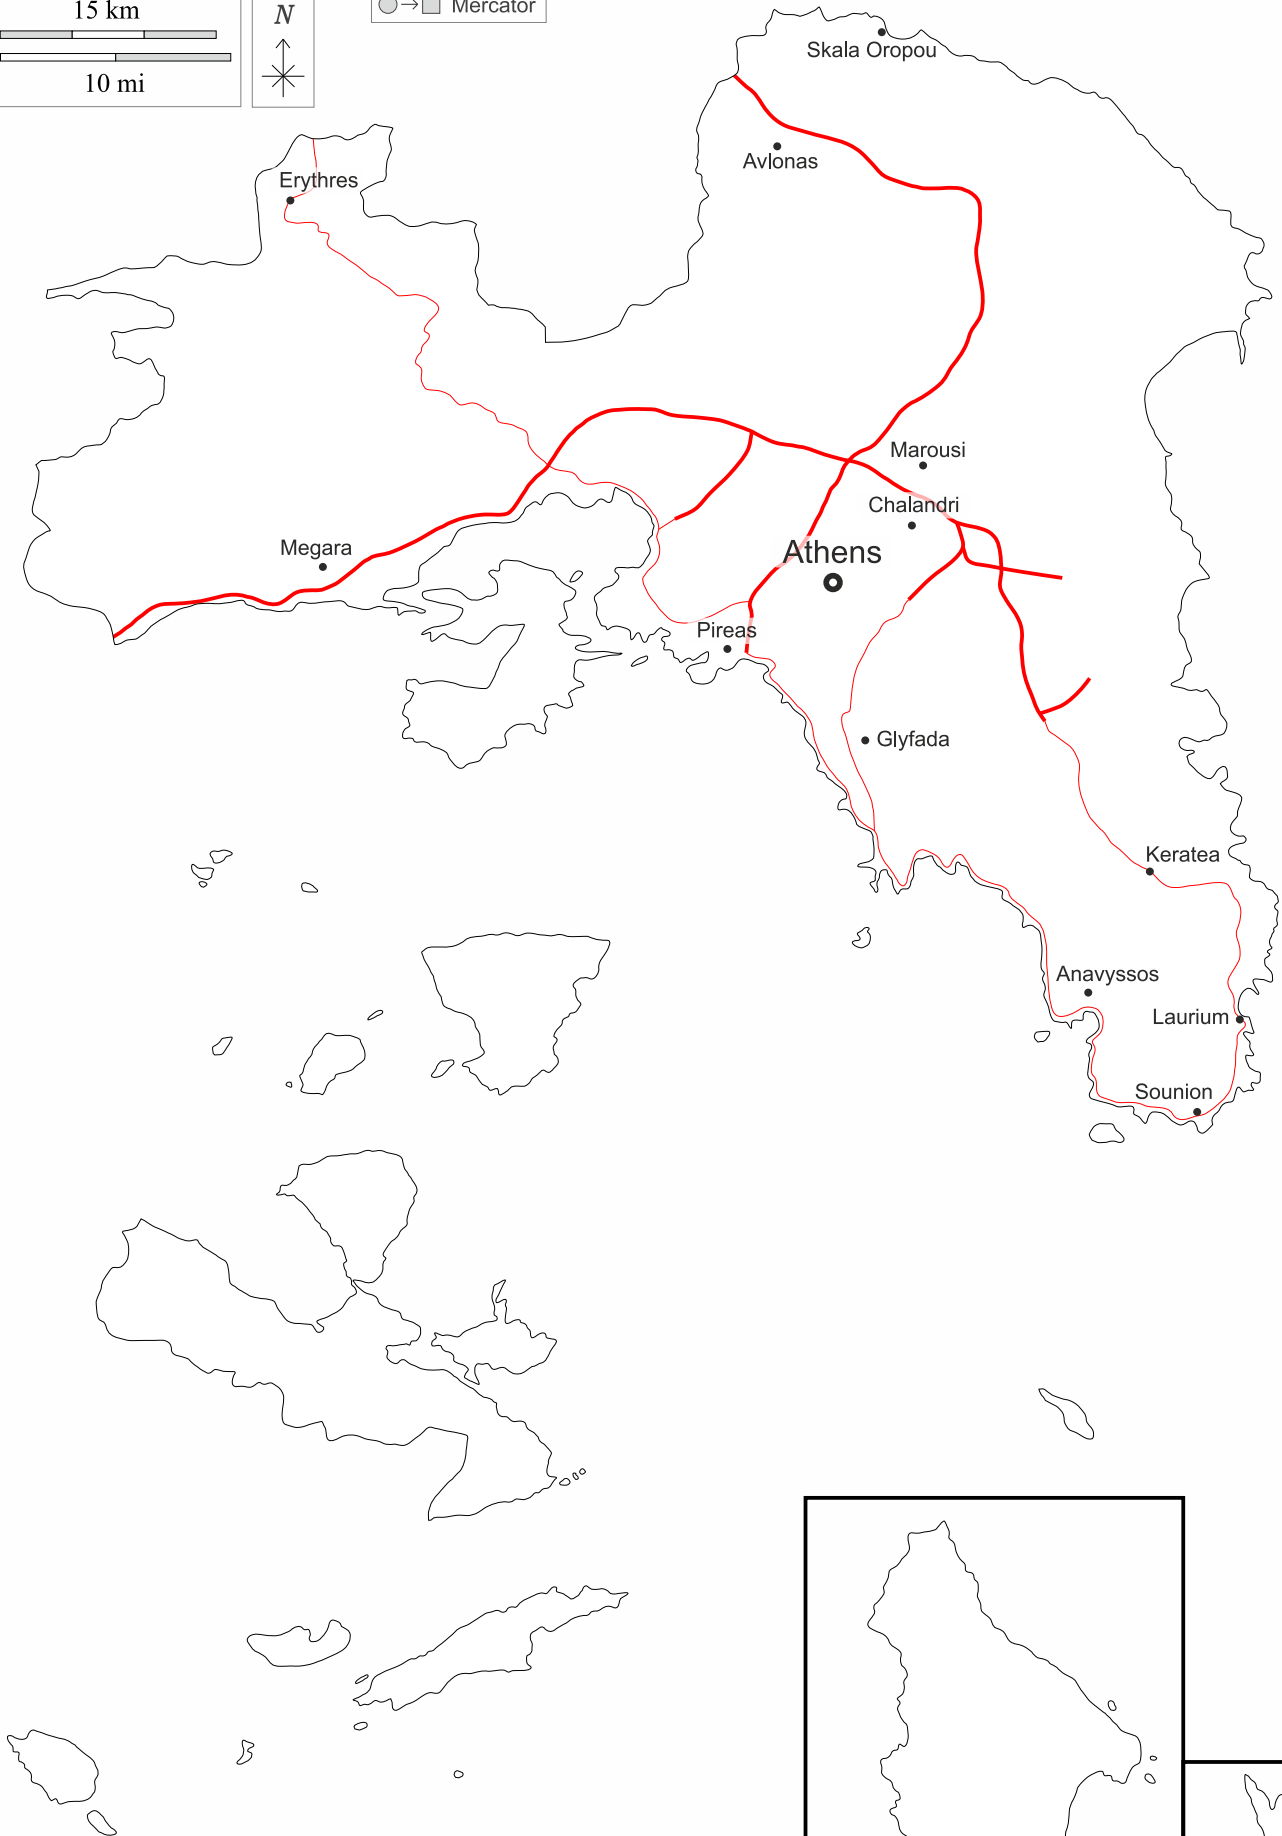 15 km
10 mi
N
Mercator
Skala Oropou
Avlonas
Erythres
Marousi
Chalandri
Megara
Athens
Pireas
Glyfada
Keratea
Anavyssos
Laurium
Sounion